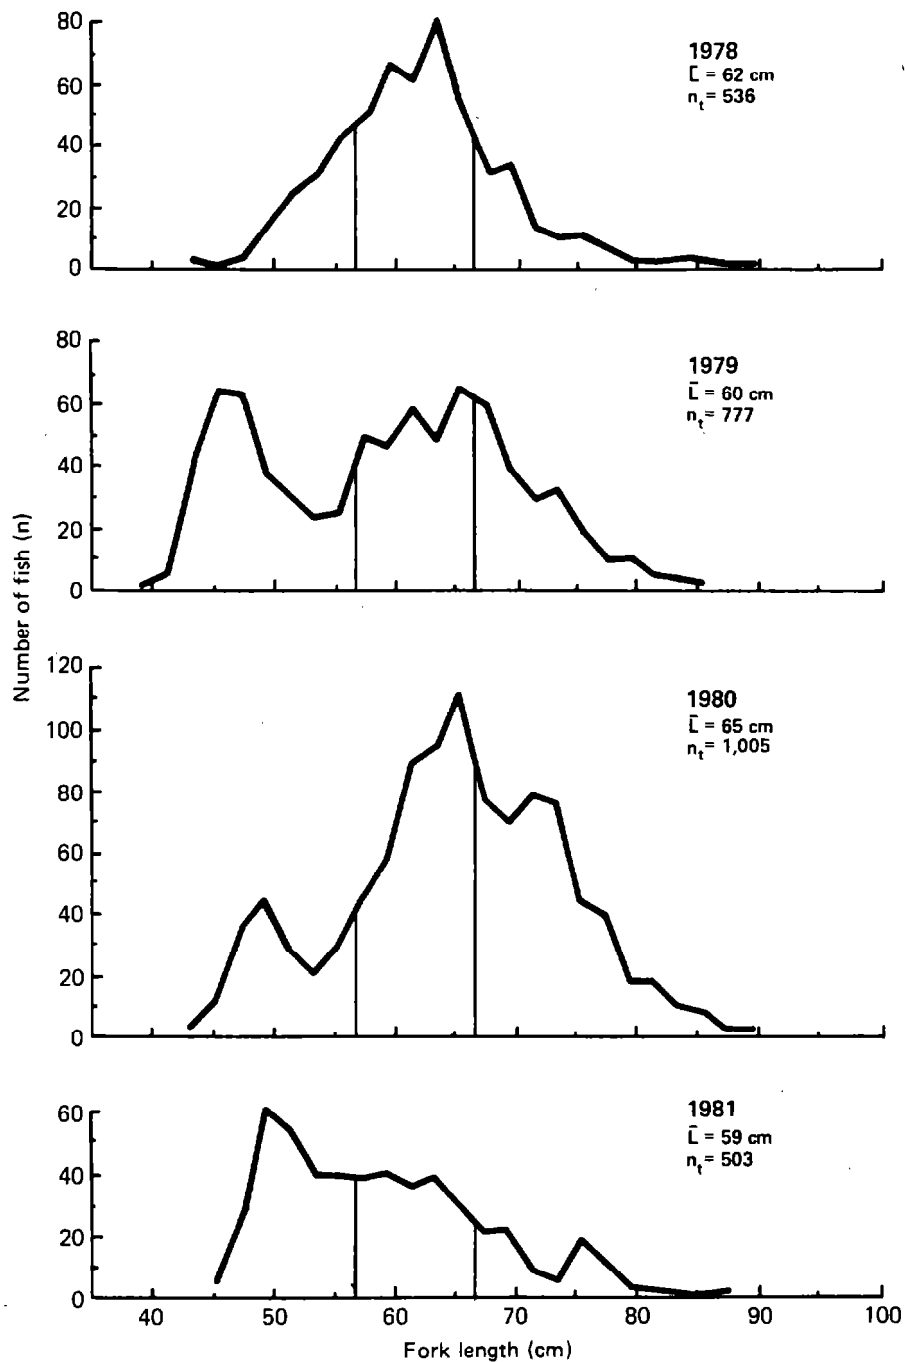 80
60
40
20
0
1978
L̄ = 62 cm
nₜ = 536
80
60
40
20
0
1979
L̄ = 60 cm
nₜ = 777
Number of fish (n)
120
100
80
60
40
20
0
1980
L̄ = 65 cm
nₜ = 1,005
60
40
20
0
1981
L̄ = 59 cm
nₜ = 503
40 50 60 70 80 90 100
Fork length (cm)